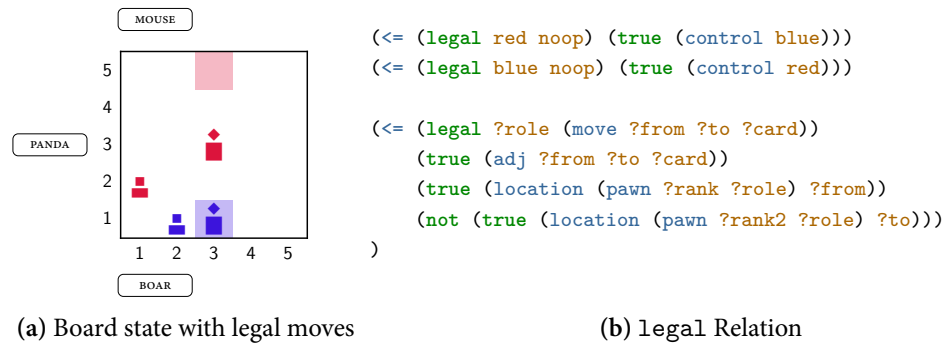 MOUSE
5
4
PANDA
3
2
1
1 2 3 4 5
BOAR
(a) Board state with legal moves
(<= (legal red noop) (true (control blue)))
(<= (legal blue noop) (true (control red)))
(<= (legal ?role (move ?from ?to ?card))
(true (adj ?from ?to ?card))
(true (location (pawn ?rank ?role) ?from))
(not (true (location (pawn ?rank2 ?role) ?to)))
)
(b) legal Relation